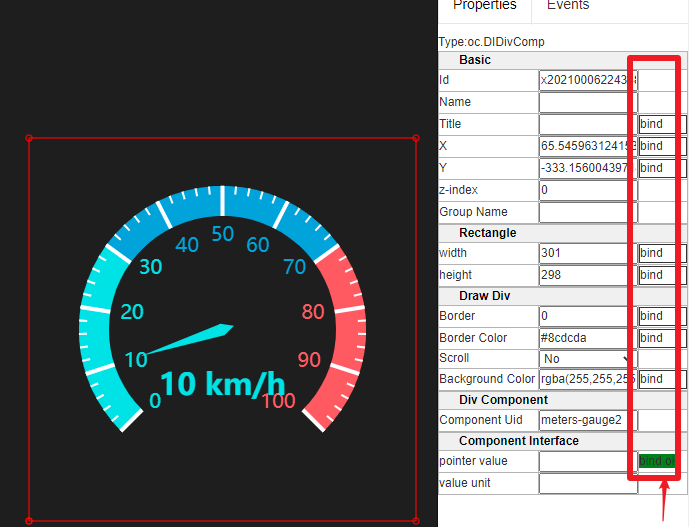 Properties Events
Type:oc.DIDivComp
Basic
Id x20210006224
Name
Title bind
X 65.54596312415 bind
Y -333.156004397 bind
z-index 0
Group Name
Rectangle
width 301 bind
height 298 bind
Draw Div
Border 0 bind
Border Color #8cdcda bind
Scroll No
Background Color rgba(255,255,255 bind
Div Component
Component Uid meters-gauge2
Component Interface
pointer value bind o
value unit
50
40 60
30 70
20 80
10 90
10 km/h
0 100